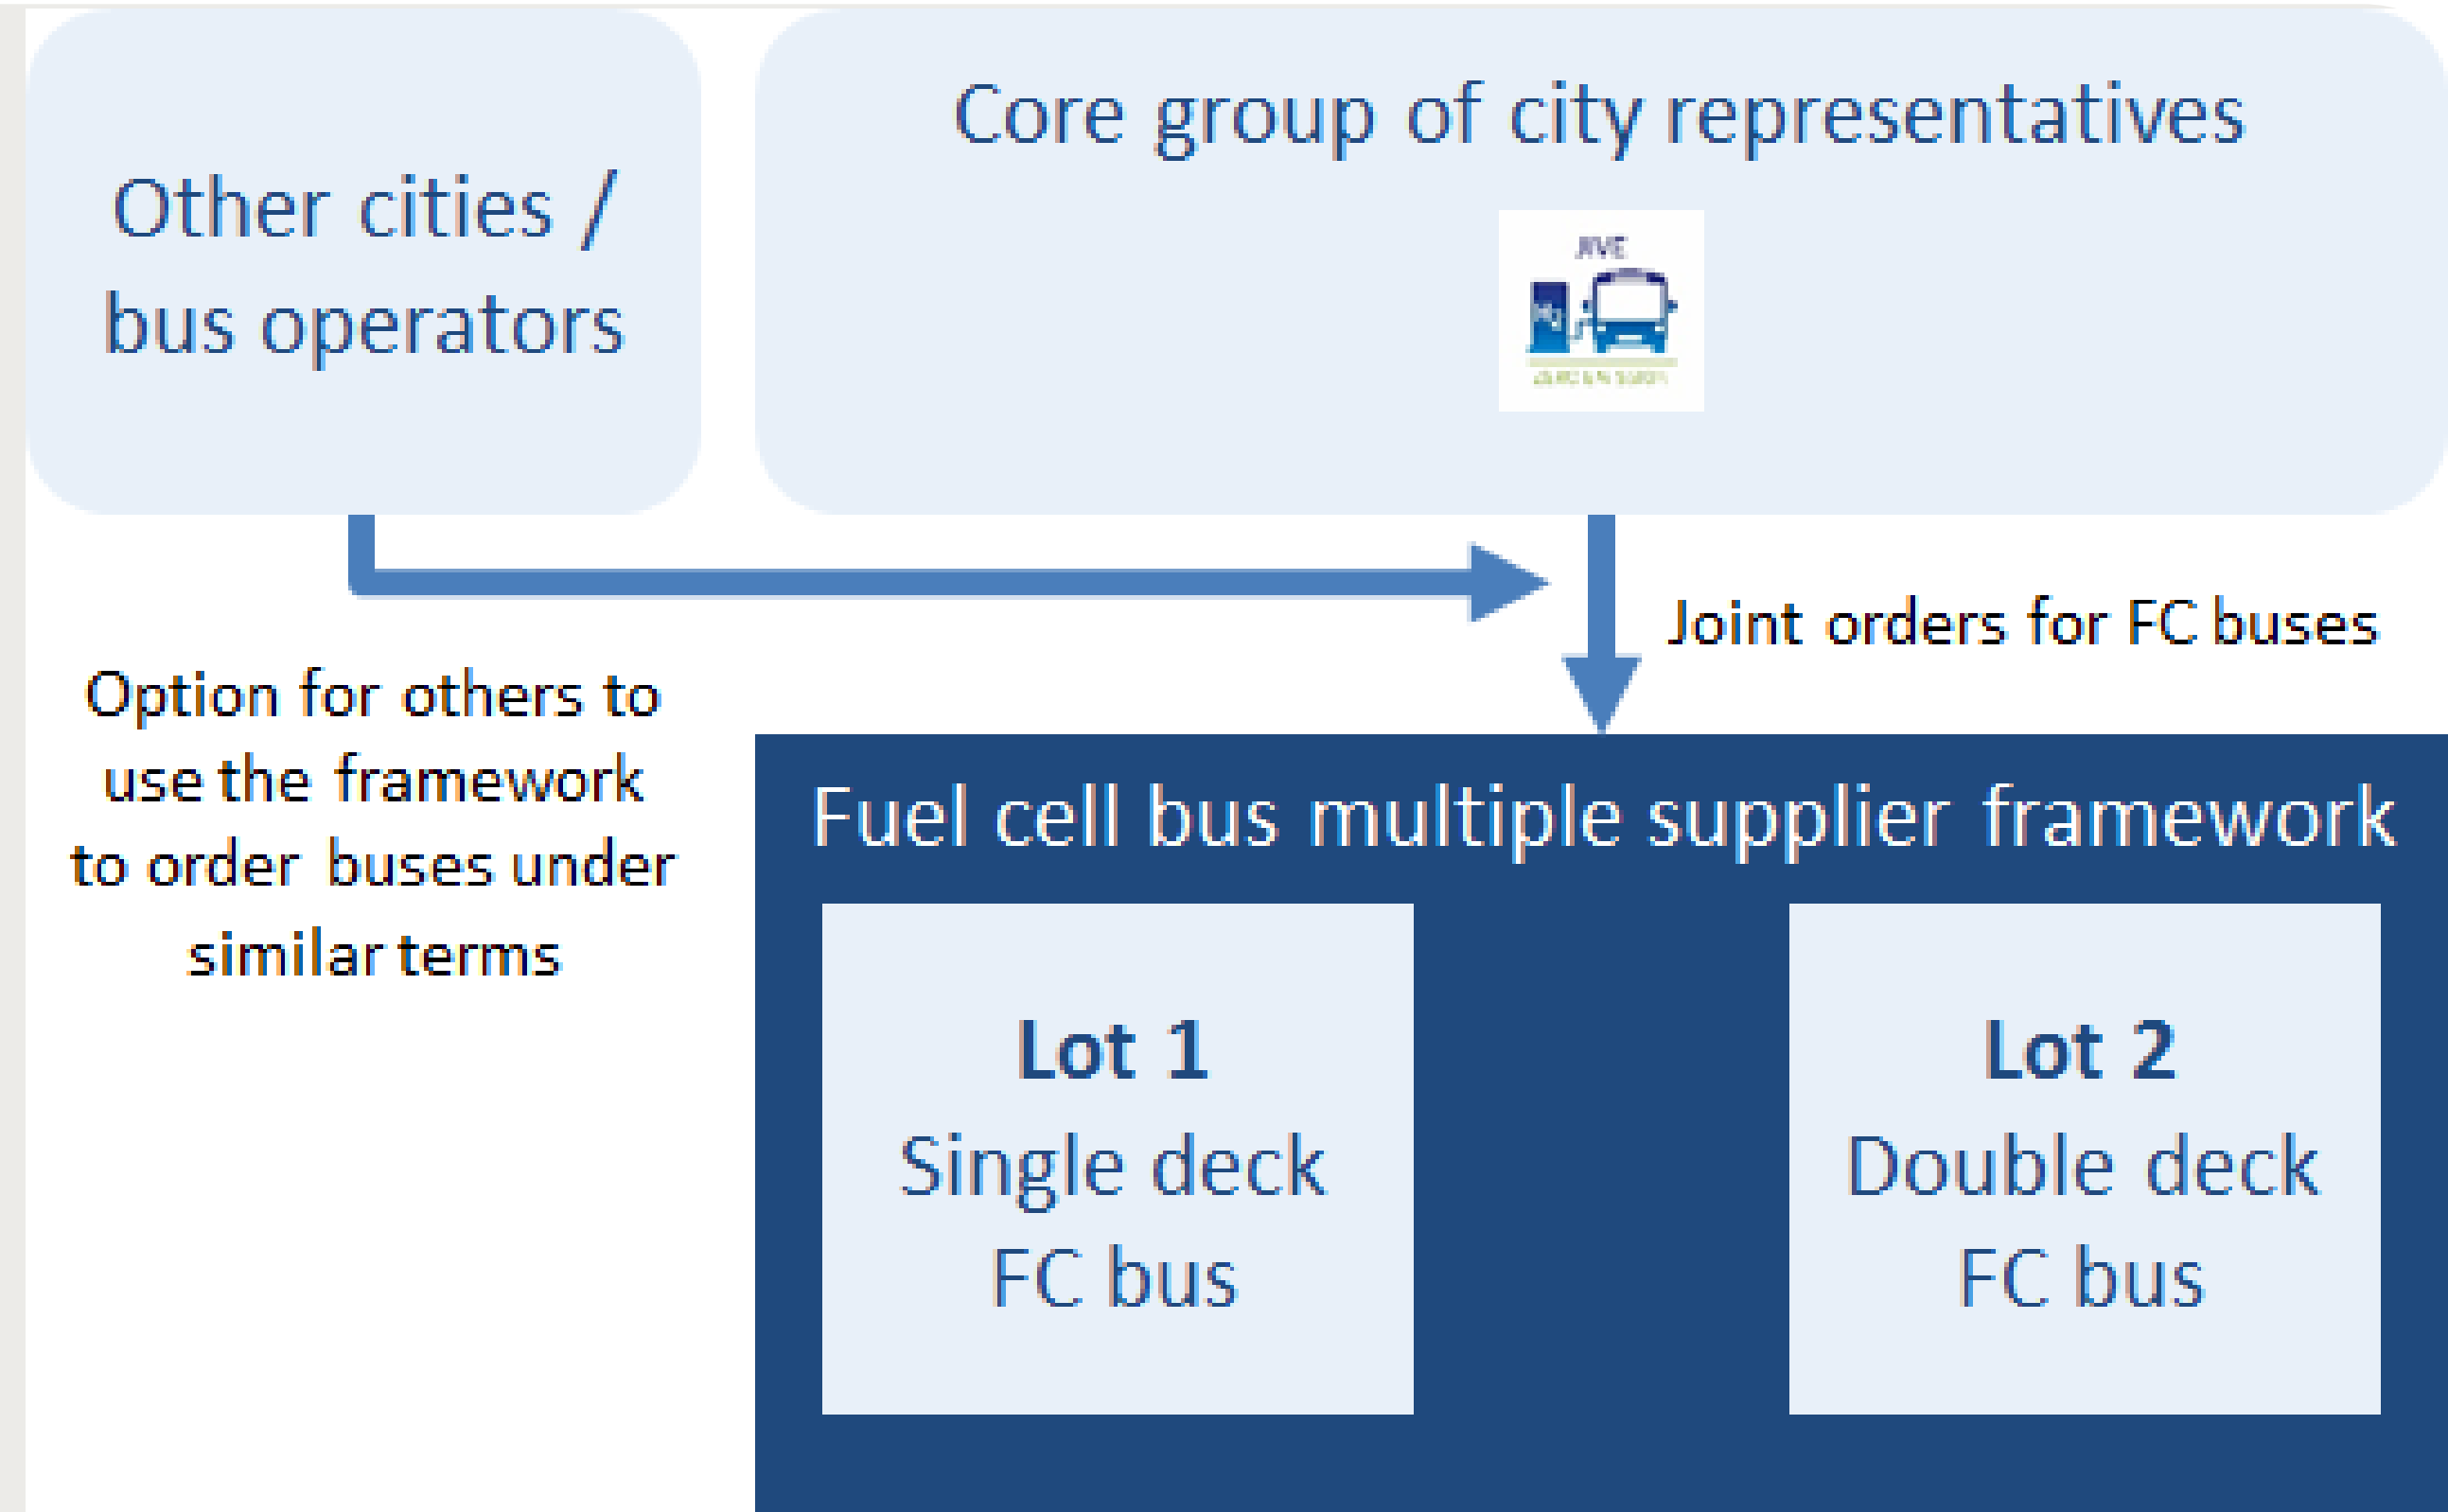 Other cities /
bus operators
Core group of city representatives
JIVE
Joint orders for FC buses
Option for others to
use the framework
to order buses under
similar terms
Fuel cell bus multiple supplier framework
Lot 1
Single deck
FC bus
Lot 2
Double deck
FC bus